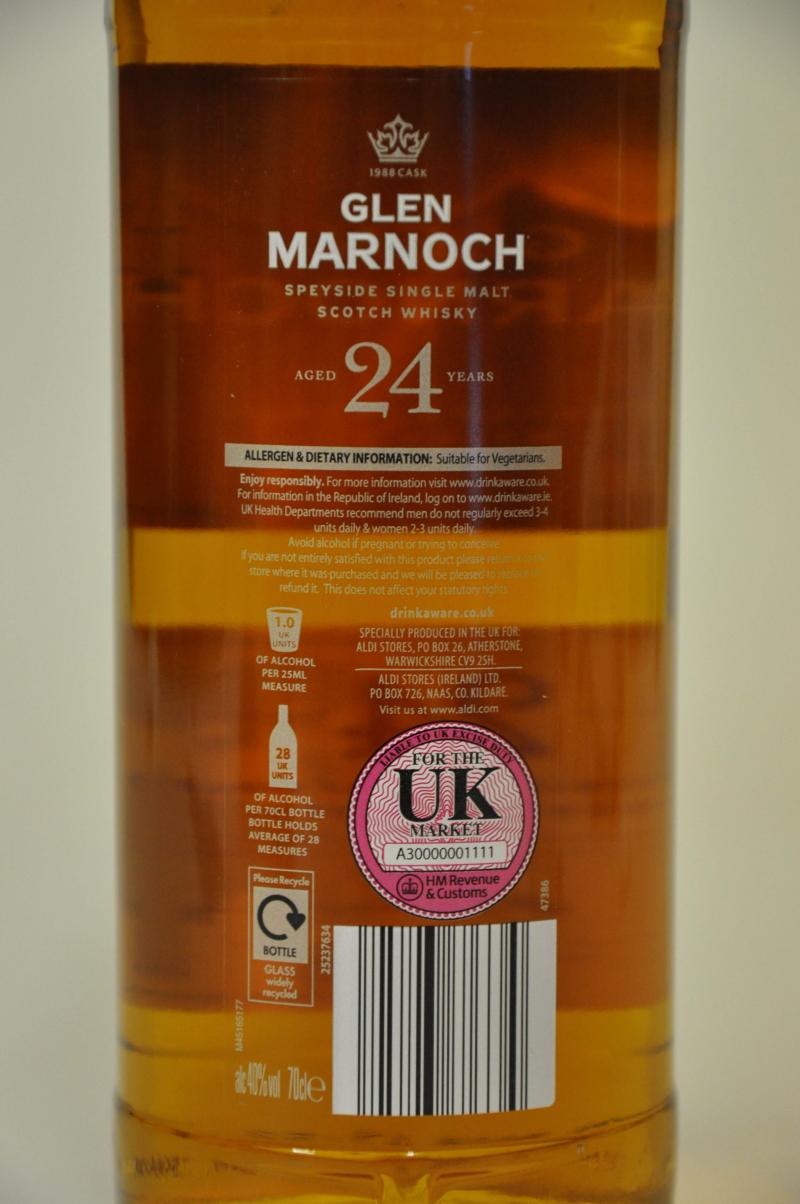 1988 CASK
GLEN
MARNOCH
SPEYSIDE SINGLE MALT
SCOTCH WHISKY
AGED 24 YEARS
ALLERGEN & DIETARY INFORMATION: Suitable for Vegetarians.
Enjoy responsibly. For more information visit www.drinkaware.co.uk.
For information in the Republic of Ireland, log on to www.drinkaware.ie.
UK Health Departments recommend men do not regularly exceed 3-4
units daily & women 2-3 units daily.
Avoid alcohol if pregnant or trying to conceive.
If you are not entirely satisfied with this product please return it to the
store where it was purchased and we will be pleased to replace or
refund it. This does not affect your statutory rights.
drinkaware.co.uk
1.0
UK
UNITS
OF ALCOHOL
PER 25ML
MEASURE
SPECIALLY PRODUCED IN THE UK FOR:
ALDI STORES, PO BOX 26, ATHERSTONE,
WARWICKSHIRE CV9 2SH.
ALDI STORES (IRELAND) LTD.
PO BOX 726, NAAS, CO. KILDARE.
Visit us at www.aldi.com
28
UK
UNITS
OF ALCOHOL
PER 70CL BOTTLE
BOTTLE HOLDS
AVERAGE OF 28
MEASURES
LIABLE TO UK EXCISE DUTY
FOR THE
UK
MARKET
A30000001111
HM Revenue
& Customs
47386
Please Recycle
BOTTLE
GLASS
widely
recycled
25237634
M45165177
alc 40% vol 70cl e